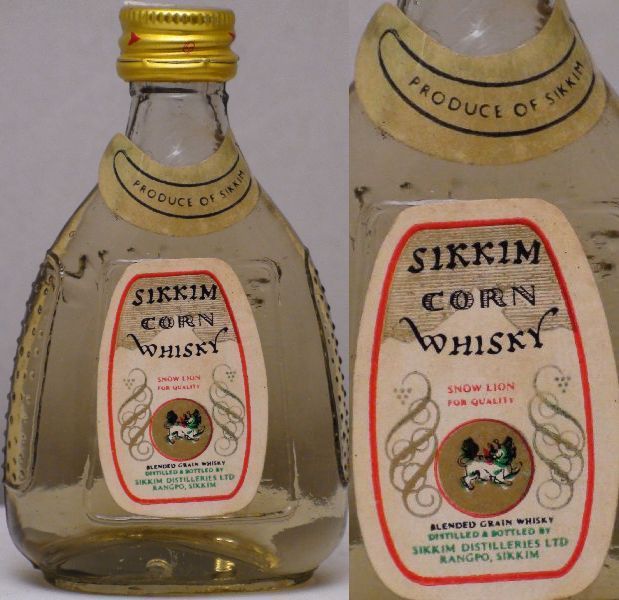 PRODUCE OF SIKKIM
SIKKIM
CORN
WHISKY
SNOW LION
FOR QUALITY
BLENDED GRAIN WHISKY
DISTILLED & BOTTLED BY
SIKKIM DISTILLERIES LTD
RANGPO, SIKKIM
PRODUCE OF SIKKIM
SIKKIM
CORN
WHISKY
SNOW LION
FOR QUALITY
BLENDED GRAIN WHISKY
DISTILLED & BOTTLED BY
SIKKIM DISTILLERIES LTD
RANGPO, SIKKIM